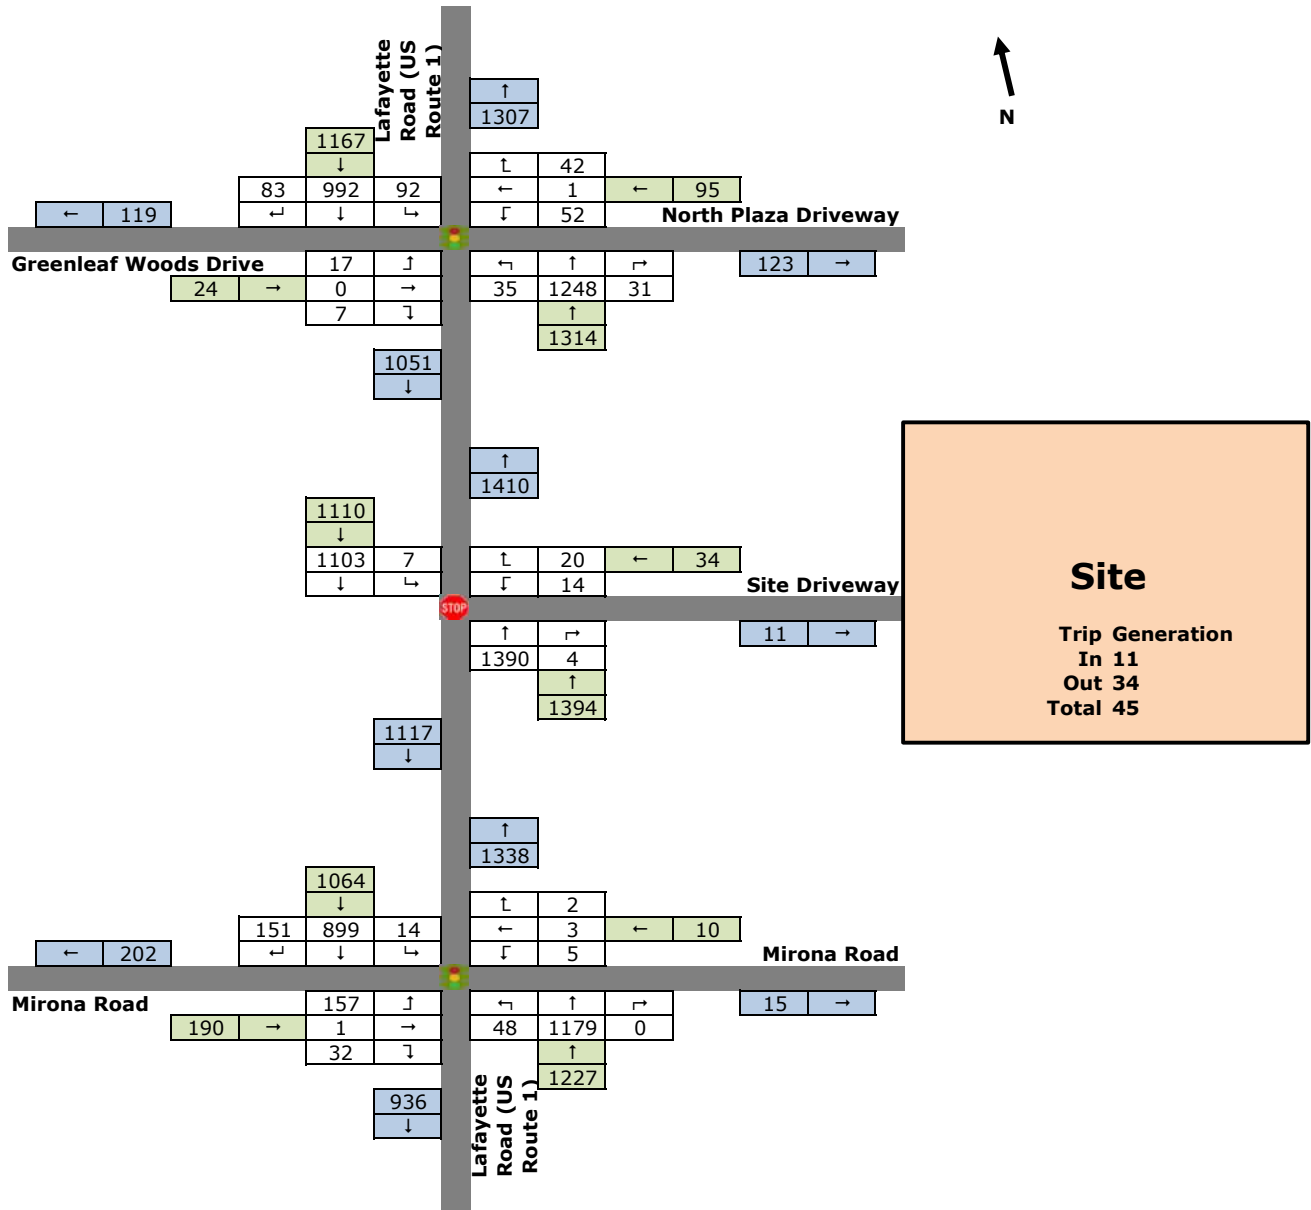 Lafayette
Road (US
Route 1)
N
↑
1307
1167
↓
↰ 42
83 992 92
← 1 ← 95
← 119
↵ ↓ ↳
↓ 52
North Plaza Driveway
Greenleaf Woods Drive
17 ↑
↰ ↑ ↱
123 →
24 → 0 →
35 1248 31
7 ↴
↑
1314
1051
↓
↑
1410
1110
↓
1103 7
↰ 20 ← 34
↓ ↳
↓ 14
Site Driveway
STOP
↑ ↱
11 →
1390 4
↑
1394
Site
Trip Generation
In 11
Out 34
Total 45
1117
↓
↑
1338
1064
↓
↰ 2
151 899 14
← 3 ← 10
← 202
↵ ↓ ↳
↓ 5
Mirona Road
Mirona Road
157 ↑
↰ ↑ ↱
15 →
190 → 1 →
48 1179 0
32 ↴
↑
1227
936
↓
Lafayette
Road (US
Route 1)